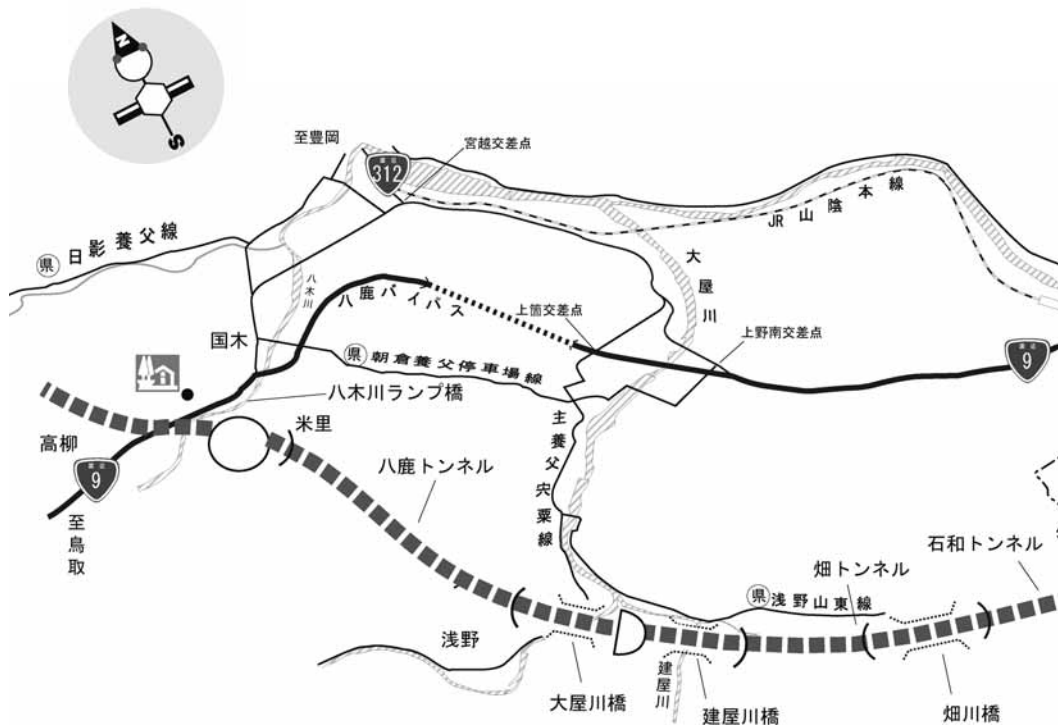 N
S
至豊岡
宮越交差点
312
JR山陰本線
県 日影養父線
八木川
大屋川
八鹿バイパス
上箇交差点
上野南交差点
国木
県 朝倉養父停車場線
9
八木川ランプ橋
米里
高柳
9
八鹿トンネル
主養父宍粟線
至鳥取
石和トンネル
畑トンネル
県 浅野山東線
浅野
建屋川
大屋川橋
建屋川橋
畑川橋